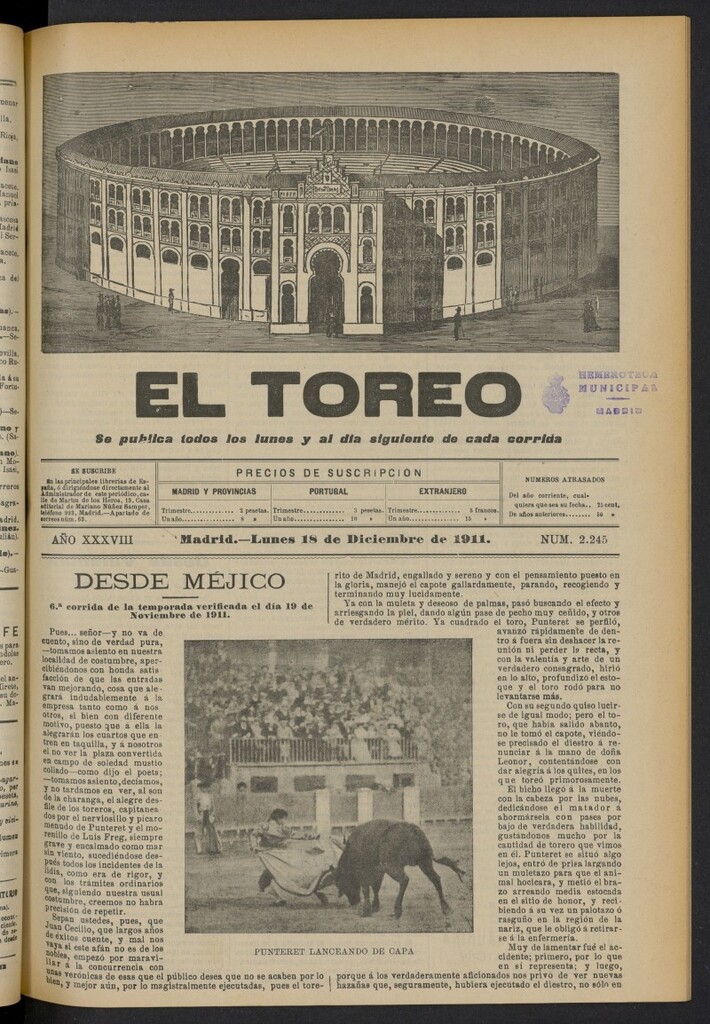 EL TOREO
HEMEROTECA
MUNICIPAL
MADRID
Se publica todos los lunes y al día siguiente de cada corrida
SE SUSCRIBE
En las principales librerías de Es-
paña, ó dirigiéndose directamente al
Administrador de este periódico, ca-
lle de Martín de los Heros, 13, Casa
editorial de Mariano Núñez Samper,
teléfono 993, Madrid.—Apartado de
correos núm. 63.
PRECIOS DE SUSCRIPCION
MADRID Y PROVINCIAS
Trimestre............ 2 pesetas.
Un año............... 8 »
PORTUGAL
Trimestre............ 3 pesetas.
Un año............... 10 »
EXTRANJERO
Trimestre............ 5 francos.
Un año............... 15 »
NUMEROS ATRASADOS
Del año corriente, cual-
quiera que sea su fecha.. 25 cent.
De años anteriores........ 50 »
AÑO XXXVIII
Madrid.—Lunes 18 de Diciembre de 1911.
NUM. 2.245
DESDE MÉJICO
6.ª corrida de la temporada verificada el día 19 de
Noviembre de 1911.
Pues... señor—y no va de
cuento, sino de verdad pura,
—tomamos asiento en nuestra
localidad de costumbre, aper-
cibiéndonos con honda satis-
facción de que las entradas
van mejorando, cosa que ale-
grará indudablemente á la
empresa tanto como á nos
otros, si bien con diferente
motivo, puesto que á ella la
alegrarán los cuartos que en-
tren en taquilla, y á nosotros
el no ver la plaza convertida
en campo de soledad mustio
collado—como dijo el poeta;
—tomamos asiento, decíamos,
y no tardamos en ver, al son
de la charanga, el alegre des-
file de los toreros, capitanea-
dos por el nerviosillo y picaro
menudo de Punteret y el mo-
renillo de Luis Freg, siempre
grave y encalmado como mar
sin viento, sucediéndose des-
pués todos los incidentes de la
lidia, como era de rigor, y
con los trámites ordinarios
que, siguiendo nuestra usual
costumbre, creemos no habra
precisión de repetir.
Sepan ustedes, pues, que
Juan Cecilio, que largos años
de éxitos cuente, y mal nos
vaya si este afán no es de los
nobles, empezó por maravi-
llar á la concurrencia con
unas verónicas de esas que el público desea que no se acaben por lo
bien, y mejor aún, por lo magistralmente ejecutadas, pues el tore-
PUNTERET LANCEANDO DE CAPA
rito de Madrid, engallado y sereno y con el pensamiento puesto en
la gloria, manejó el capote gallardamente, parando, recogiendo y
terminando muy lucidamente.
Ya con la muleta y deseoso de palmas, pasó buscando el efecto y
arriesgando la piel, dando algún pase de pecho muy ceñido, y otros
de verdadero mérito. Ya cuadrado el toro, Punteret se perfiló,
avanzó rápidamente de den-
tro á fuera sin deshacer la re-
unión ni perder la recta, y
con la valentía y arte de un
verdadero consagrado, hirió
en lo alto, profundizó el esto-
que y el toro rodó para no
levantarse más.
Con su segundo quiso lucir-
se de igual modo; pero el to-
ro, que había salido abanto,
no le tomó el capote, viéndo-
se precisado el diestro á re-
nunciar á la mano de doña
Leonor, contentándose con
dar alegría á los quites, en los
que toreó primorosamente.
El bicho llegó á la muerte
con la cabeza por las nubes,
dedicándose el matador á
ahormársela con pases por
bajo de verdadera habilidad,
gustándonos mucho por la
cantidad de torero que vimos
en él. Punteret se situó algo
lejos, entró de prisa largando
un muletazo para que el ani-
mal hocicara, y metió el bra-
zo arreando media estocada
en el sitio de honor, y reci-
biendo á su vez un palotazo ó
rasguño en la región de la
nariz, que le obligó á retirar-
se á la enfermería.
Muy de lamentar fué el ac-
cidente; primero, por lo que
en sí representa; y luego,
porque á los verdaderamente aficionados nos privó de ver nuevas
hazañas que, seguramente, hubiera ejecutado el diestro, no sólo en